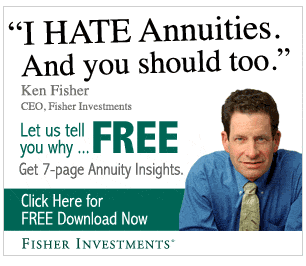 “I HATE Annuities.
And you should too.”
Ken Fisher
CEO, Fisher Investments
Let us tell
you why ... FREE
Get 7-page Annuity Insights.
Click Here for
FREE Download Now
FISHER INVESTMENTS®